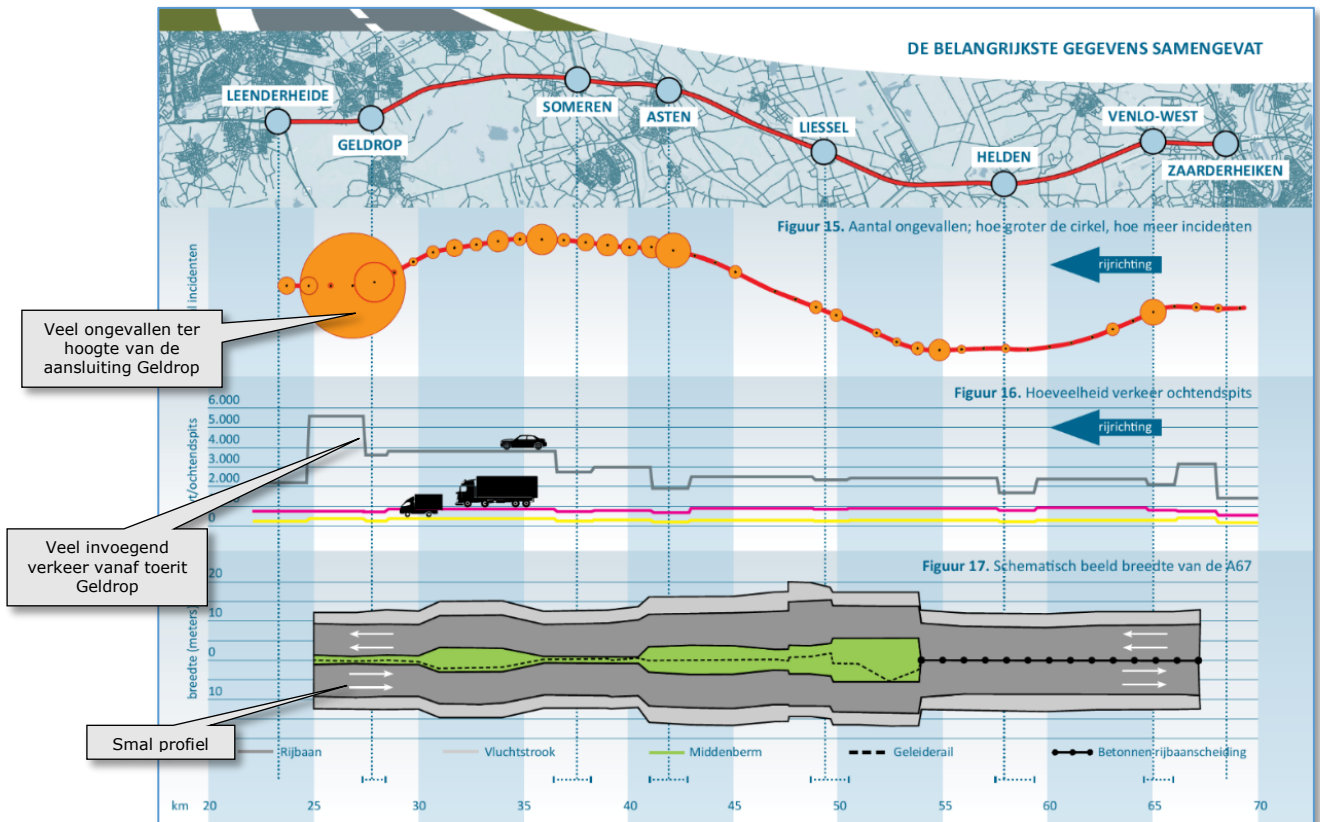 DE BELANGRIJKSTE GEGEVENS SAMENGEVAT
LEENDERHEIDE
GELDROP
SOMEREN
ASTEN
LIESSEL
HELDEN
VENLO-WEST
ZAARDERHEIKEN
Figuur 15. Aantal ongevallen; hoe groter de cirkel, hoe meer incidenten
rijrichting
incidenten
Veel ongevallen ter
hoogte van de
aansluiting Geldrop
Figuur 16. Hoeveelheid verkeer ochtendspits
rijrichting
6.000
5.000
4.000
3.000
2.000
0
/ochtendspits
Veel invoegend
verkeer vanaf toerit
Geldrop
Figuur 17. Schematisch beeld breedte van de A67
breedte (meters)
20
10
0
10
Smal profiel
Rijbaan
Vluchtstrook
Middenberm
Geleiderail
Betonnen rijbaanscheiding
km 20 25 30 35 40 45 50 55 60 65 70